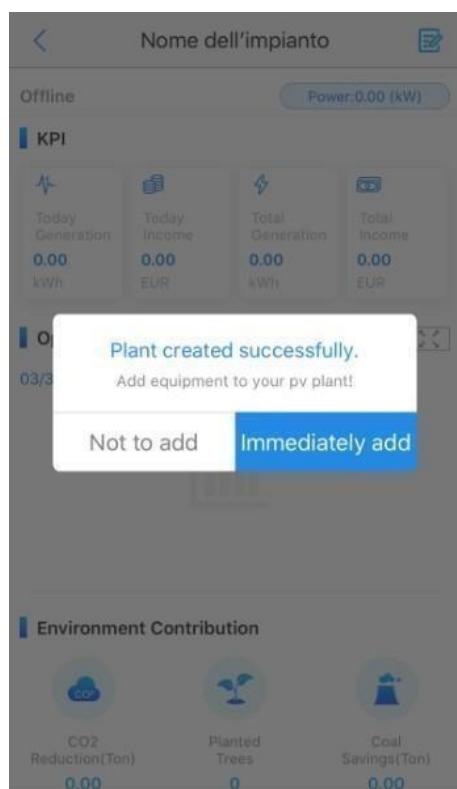 Nome dell'impianto
Offline
Power:0.00 (kW)
KPI
Today Generation
0.00
kWh
Today Income
0.00
EUR
Total Generation
0.00
kWh
Total Income
0.00
EUR
03/3
Plant created successfully.
Add equipment to your pv plant!
Not to add
Immediately add
Environment Contribution
CO2 Reduction(Ton)
0.00
Planted Trees
0
Coal Savings(Ton)
0.00